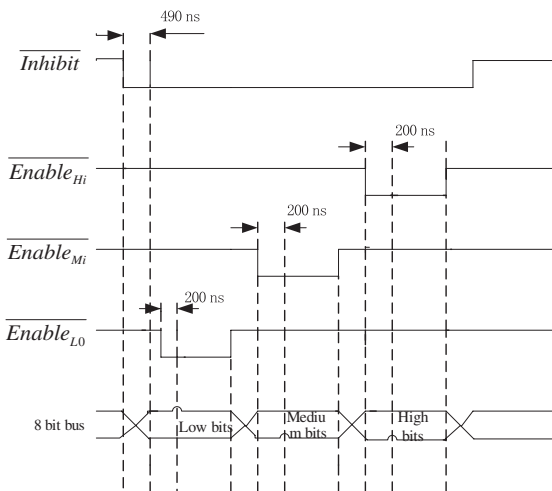 490 ns
Inhibit
200 ns
Enable_Hi
200 ns
Enable_Mi
200 ns
Enable_L0
8 bit bus
Low bits
Mediu
m bits
High
bits